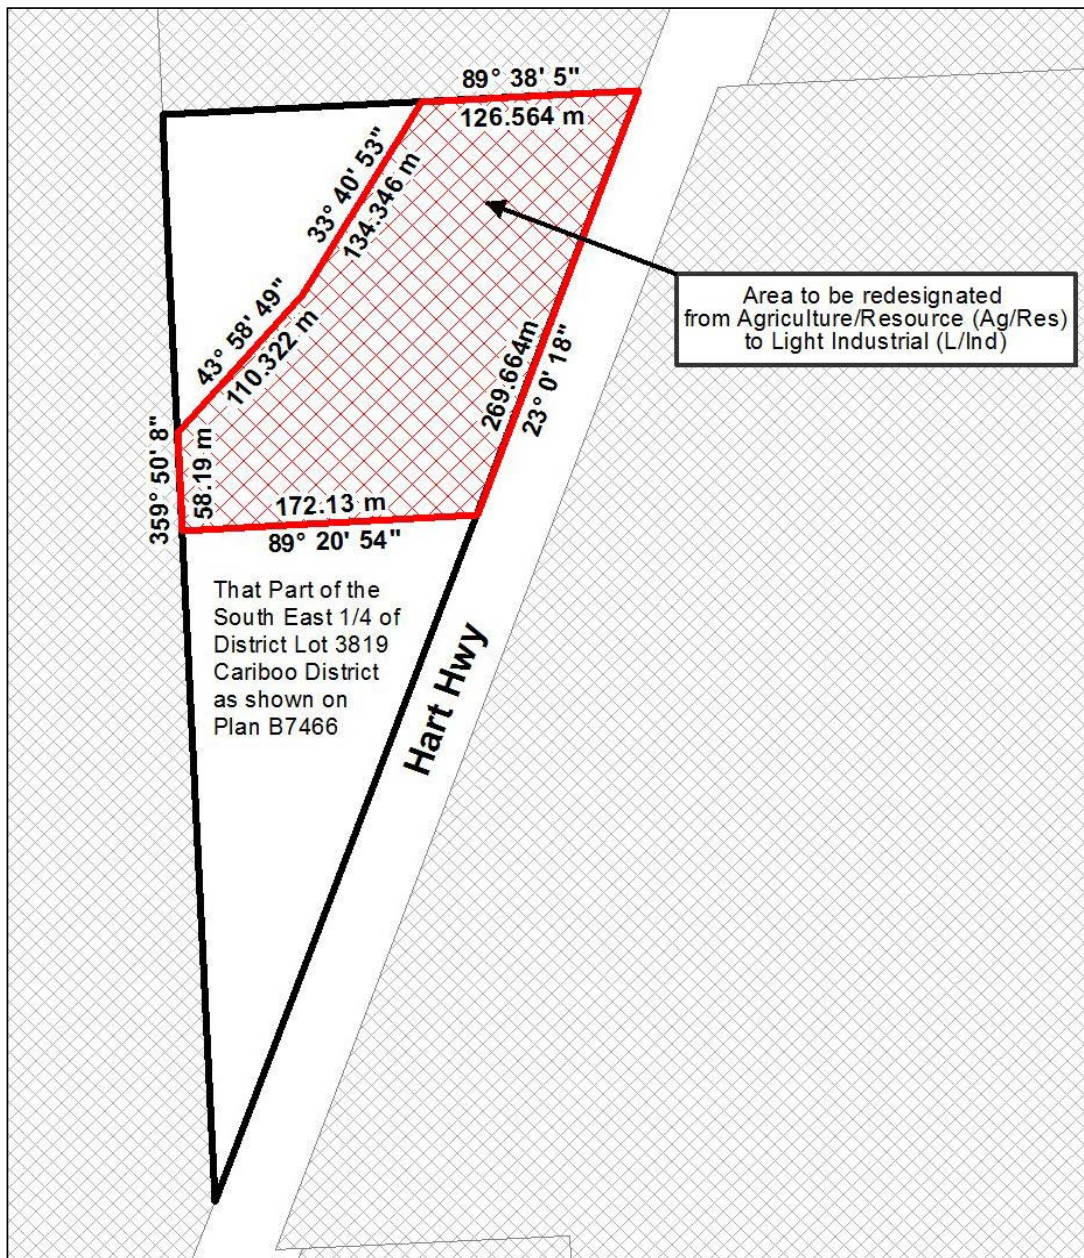 89° 38' 5"
126.564 m
33° 40' 53"
134.346 m
43° 58' 49"
110.322 m
Area to be redesignated
from Agriculture/Resource (Ag/Res)
to Light Industrial (L/Ind)
269.664m
23° 0' 18"
359° 50' 8"
58.19 m
172.13 m
89° 20' 54"
That Part of the
South East 1/4 of
District Lot 3819
Cariboo District
as shown on
Plan B7466
Hart Hwy